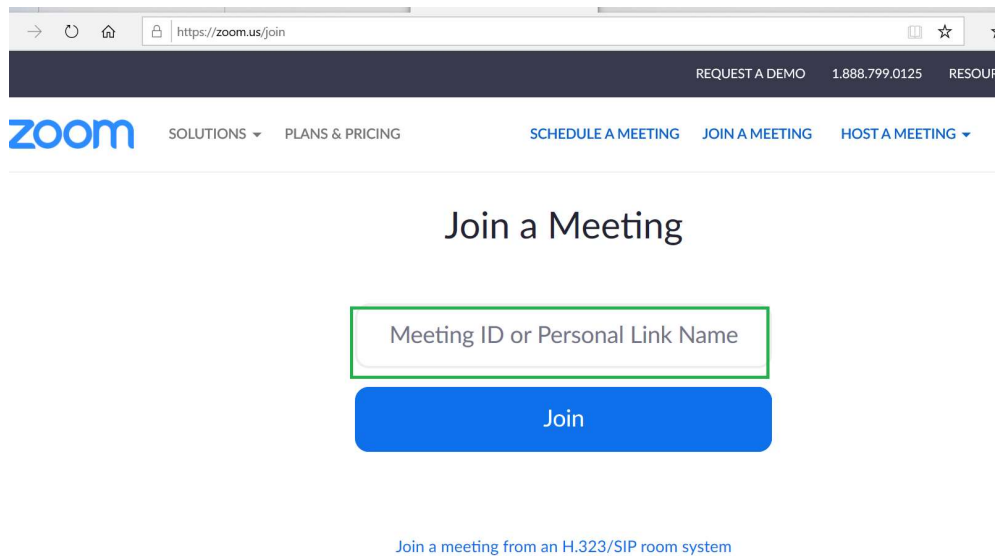 https://zoom.us/join
REQUEST A DEMO 1.888.799.0125 RESOUR
zoom SOLUTIONS PLANS & PRICING SCHEDULE A MEETING JOIN A MEETING HOST A MEETING
Join a Meeting
Meeting ID or Personal Link Name
Join
Join a meeting from an H.323/SIP room system